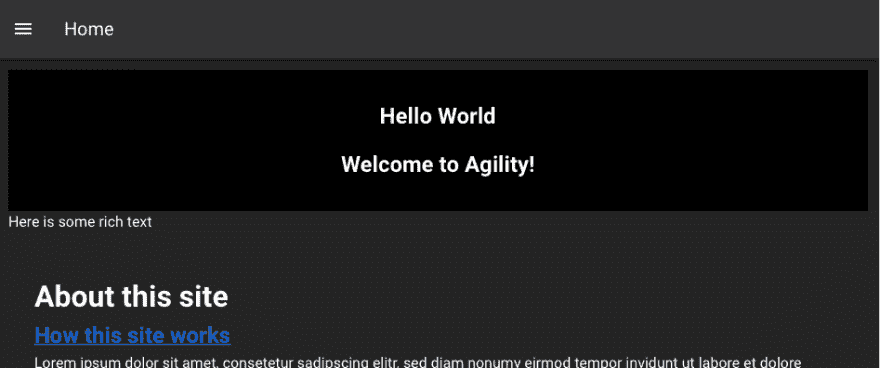 Home
Hello World
Welcome to Agility!
Here is some rich text
About this site
How this site works
Lorem ipsum dolor sit amet, consetetur sadipscing elitr, sed diam nonumy eirmod tempor invidunt ut labore et dolore